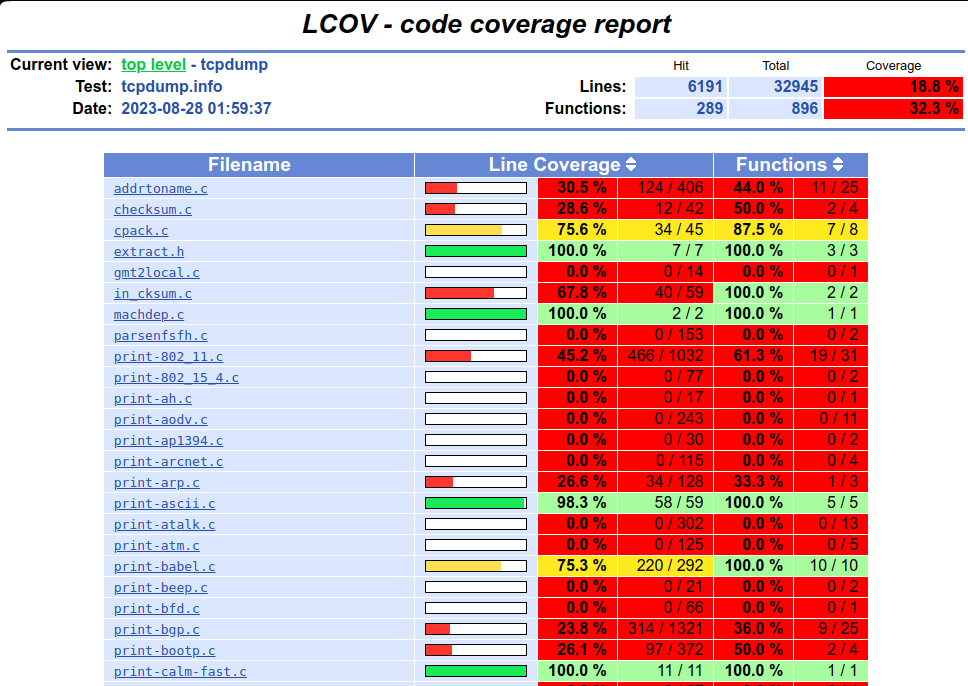 LCOV - code coverage report
Current view: top level - tcpdump Hit Total Coverage
Test: tcpdump.info Lines: 6191 32945 18.8 %
Date: 2023-08-28 01:59:37 Functions: 289 896 32.3 %
Filename Line Coverage Functions
addrtoname.c 30.5 % 124 / 406 44.0 % 11 / 25
checksum.c 28.6 % 12 / 42 50.0 % 2 / 4
cpack.c 75.6 % 34 / 45 87.5 % 7 / 8
extract.h 100.0 % 7 / 7 100.0 % 3 / 3
gmt2local.c 0.0 % 0 / 14 0.0 % 0 / 1
in_cksum.c 67.8 % 40 / 59 100.0 % 2 / 2
machdep.c 100.0 % 2 / 2 100.0 % 1 / 1
parsenfsfh.c 0.0 % 0 / 153 0.0 % 0 / 2
print-802_11.c 45.2 % 466 / 1032 61.3 % 19 / 31
print-802_15_4.c 0.0 % 0 / 77 0.0 % 0 / 2
print-ah.c 0.0 % 0 / 17 0.0 % 0 / 1
print-aodv.c 0.0 % 0 / 243 0.0 % 0 / 11
print-ap1394.c 0.0 % 0 / 30 0.0 % 0 / 2
print-arcnet.c 0.0 % 0 / 115 0.0 % 0 / 4
print-arp.c 26.6 % 34 / 128 33.3 % 1 / 3
print-ascii.c 98.3 % 58 / 59 100.0 % 5 / 5
print-atalk.c 0.0 % 0 / 302 0.0 % 0 / 13
print-atm.c 0.0 % 0 / 125 0.0 % 0 / 5
print-babel.c 75.3 % 220 / 292 100.0 % 10 / 10
print-beep.c 0.0 % 0 / 21 0.0 % 0 / 2
print-bfd.c 0.0 % 0 / 66 0.0 % 0 / 1
print-bgp.c 23.8 % 314 / 1321 36.0 % 9 / 25
print-bootp.c 26.1 % 97 / 372 50.0 % 2 / 4
print-calm-fast.c 100.0 % 11 / 11 100.0 % 1 / 1